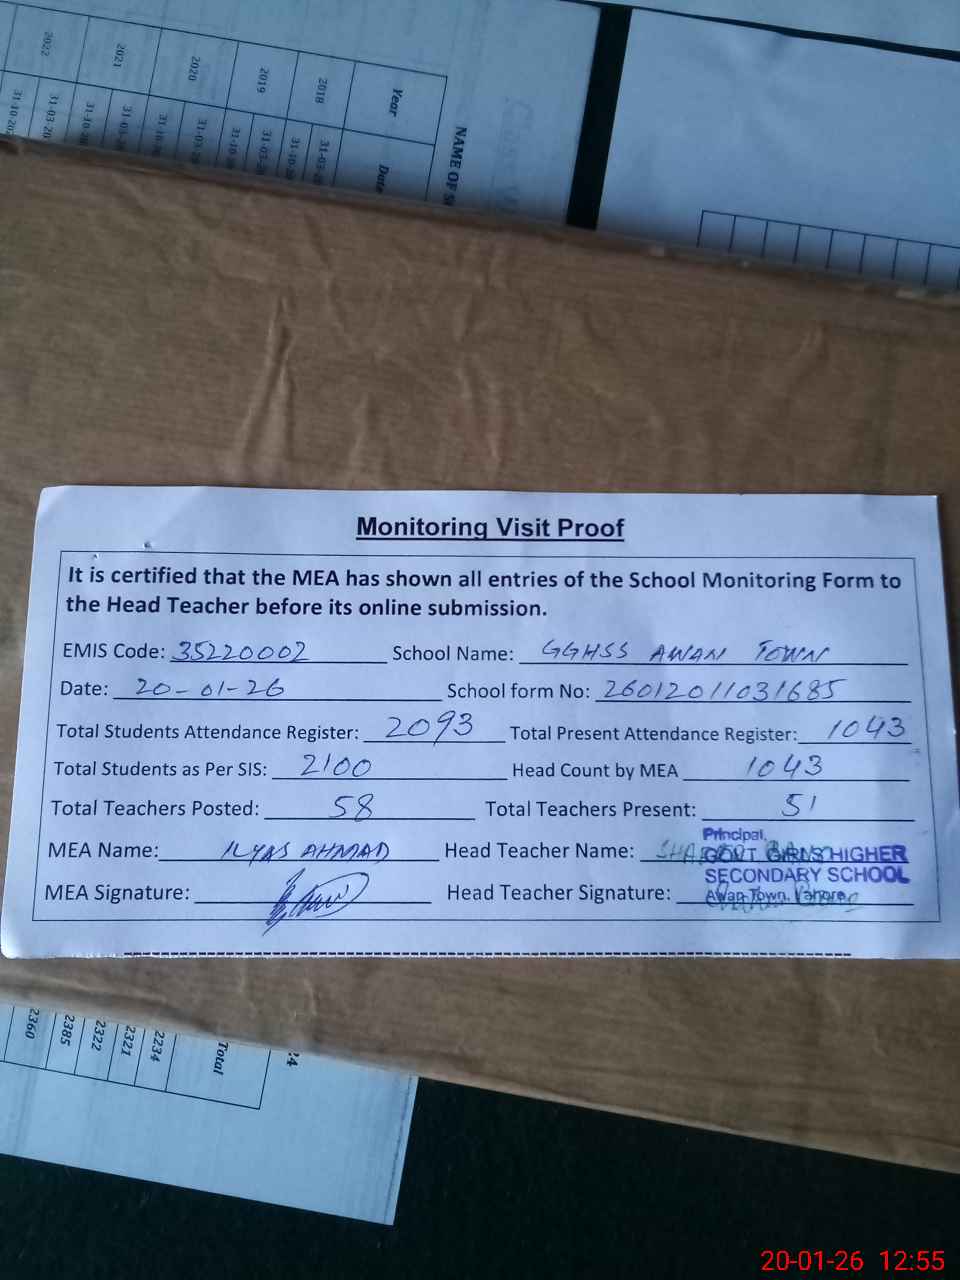 2022
2021
2020
2019
2018
Year
Date
NAME OF
Monitoring Visit Proof
It is certified that the MEA has shown all entries of the School Monitoring Form to
the Head Teacher before its online submission.
EMIS Code: 35220002 School Name: GGHSS AWAN TOWN
Date: 20-01-26 School form No: 26012011031685
Total Students Attendance Register: 2093 Total Present Attendance Register: 1043
Total Students as Per SIS: 2100 Head Count by MEA 1043
Total Teachers Posted: 58 Total Teachers Present: 51
MEA Name: ILYAS AHMAD Head Teacher Name:
Principal,
GOVT GIRLS HIGHER
SECONDARY SCHOOL
Awan Town, Lahore
MEA Signature: Head Teacher Signature:
2360
2385
2322
2321
2234
Total
20-01-26 12:55